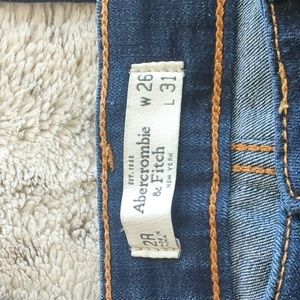 W 26
L 31
EST. 1892
Abercrombie
& Fitch
NEW YORK
2R